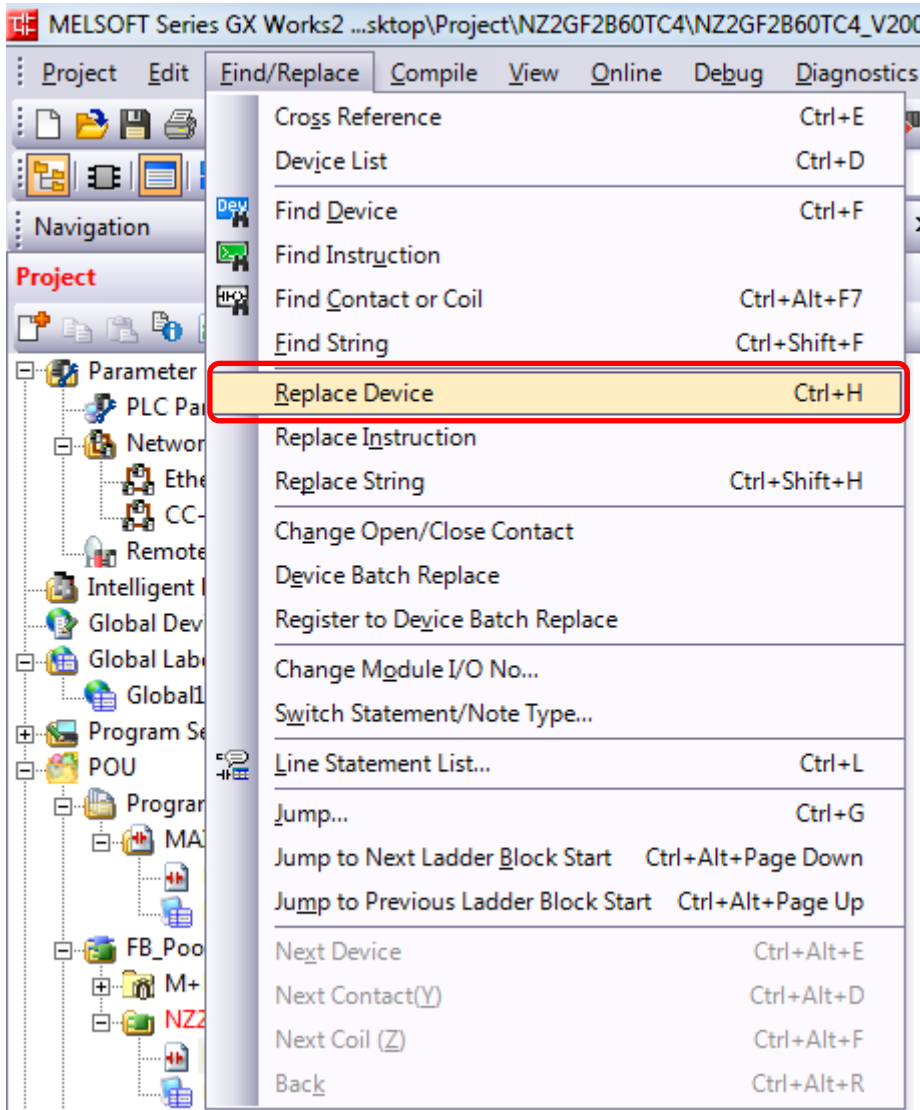 MELSOFT Series GX Works2 ...sktop\Project\NZ2GF2B60TC4\NZ2GF2B60TC4_V200
Project Edit Find/Replace Compile View Online Debug Diagnostics
Cross Reference Ctrl+E
Device List Ctrl+D
Navigation
Find Device Ctrl+F
Find Instruction
Project
Find Contact or Coil Ctrl+Alt+F7
Find String Ctrl+Shift+F
Parameter
Replace Device Ctrl+H
PLC Par
Networ
Replace Instruction
Ethe
Replace String Ctrl+Shift+H
CC-
Change Open/Close Contact
Remote
Device Batch Replace
Intelligent
Global Dev
Register to Device Batch Replace
Global Labe
Change Module I/O No...
Global1
Switch Statement/Note Type...
Program Se
POU
Line Statement List... Ctrl+L
Program
Jump... Ctrl+G
MA
Jump to Next Ladder Block Start Ctrl+Alt+Page Down
Jump to Previous Ladder Block Start Ctrl+Alt+Page Up
FB_Poo
Next Device Ctrl+Alt+E
M+
Next Contact(Y) Ctrl+Alt+D
NZ2
Next Coil (Z) Ctrl+Alt+F
Back Ctrl+Alt+R